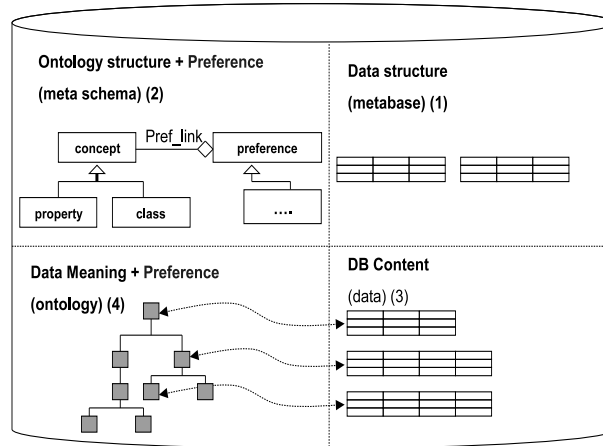 Ontology structure + Preference
(meta schema) (2)
Data structure
(metabase) (1)
Pref_link
concept
preference
property
class
....
Data Meaning + Preference
(ontology) (4)
DB Content
(data) (3)